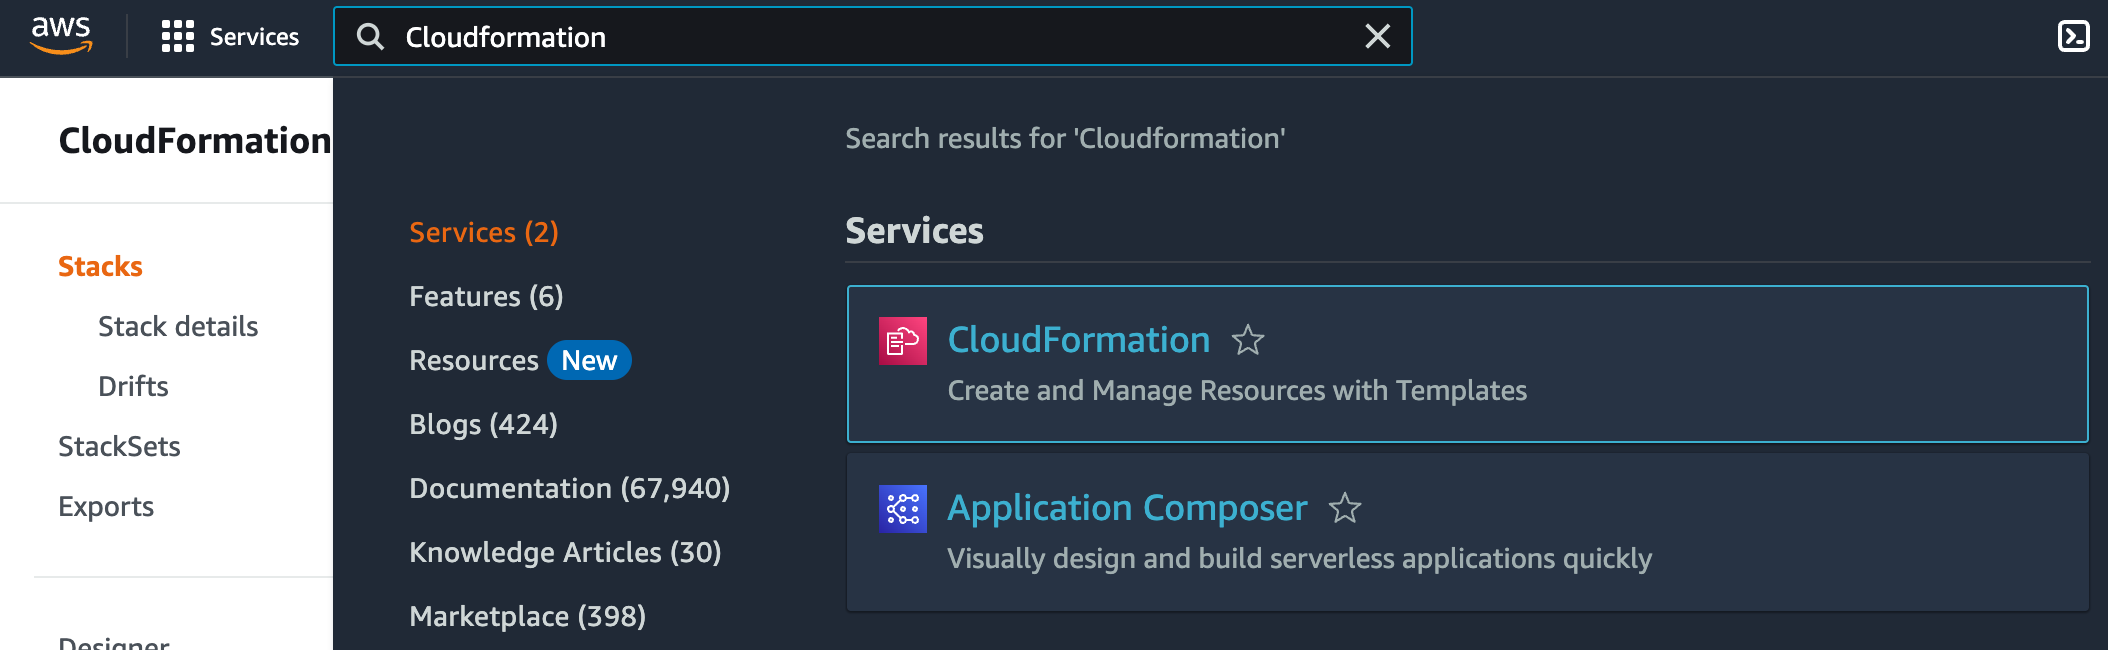 aws
Services
Cloudformation
CloudFormation
Stacks
Stack details
Drifts
StackSets
Exports
Designer
Services (2)
Features (6)
Resources New
Blogs (424)
Documentation (67,940)
Knowledge Articles (30)
Marketplace (398)
Search results for 'Cloudformation'
Services
CloudFormation
Create and Manage Resources with Templates
Application Composer
Visually design and build serverless applications quickly